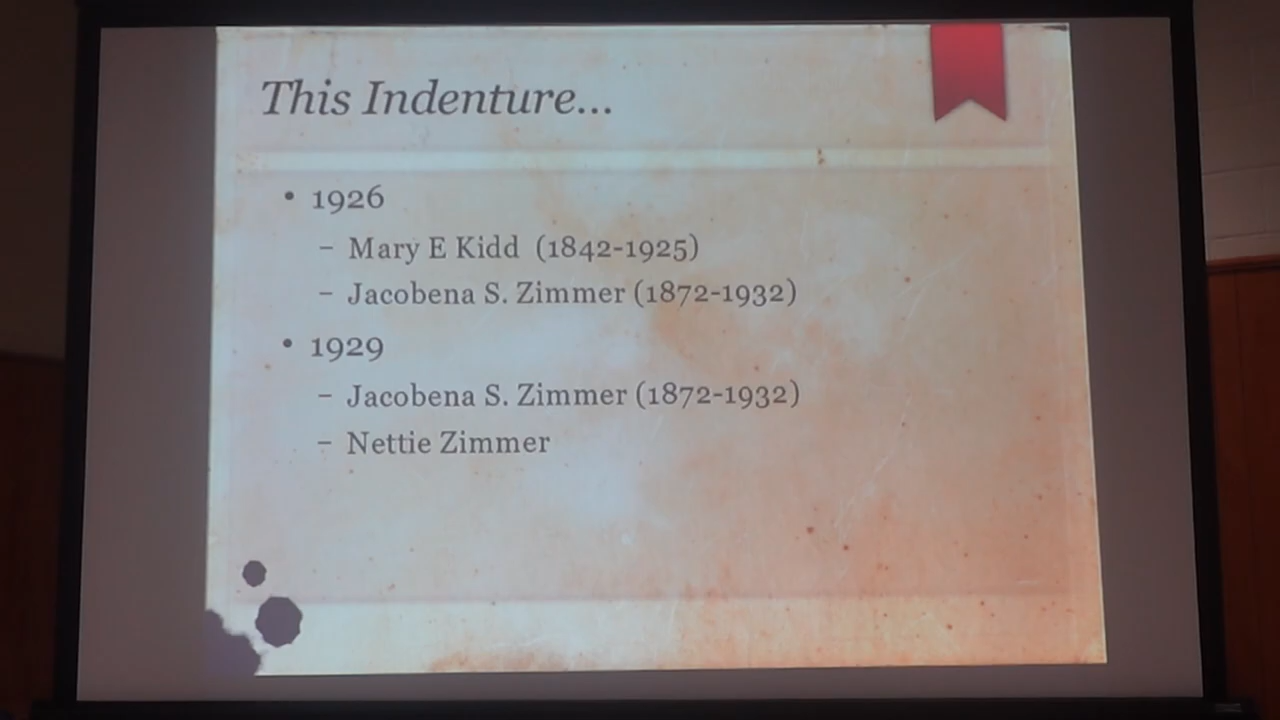 This Indenture...
• 1926
– Mary E Kidd (1842-1925)
– Jacobena S. Zimmer (1872-1932)
• 1929
– Jacobena S. Zimmer (1872-1932)
– Nettie Zimmer